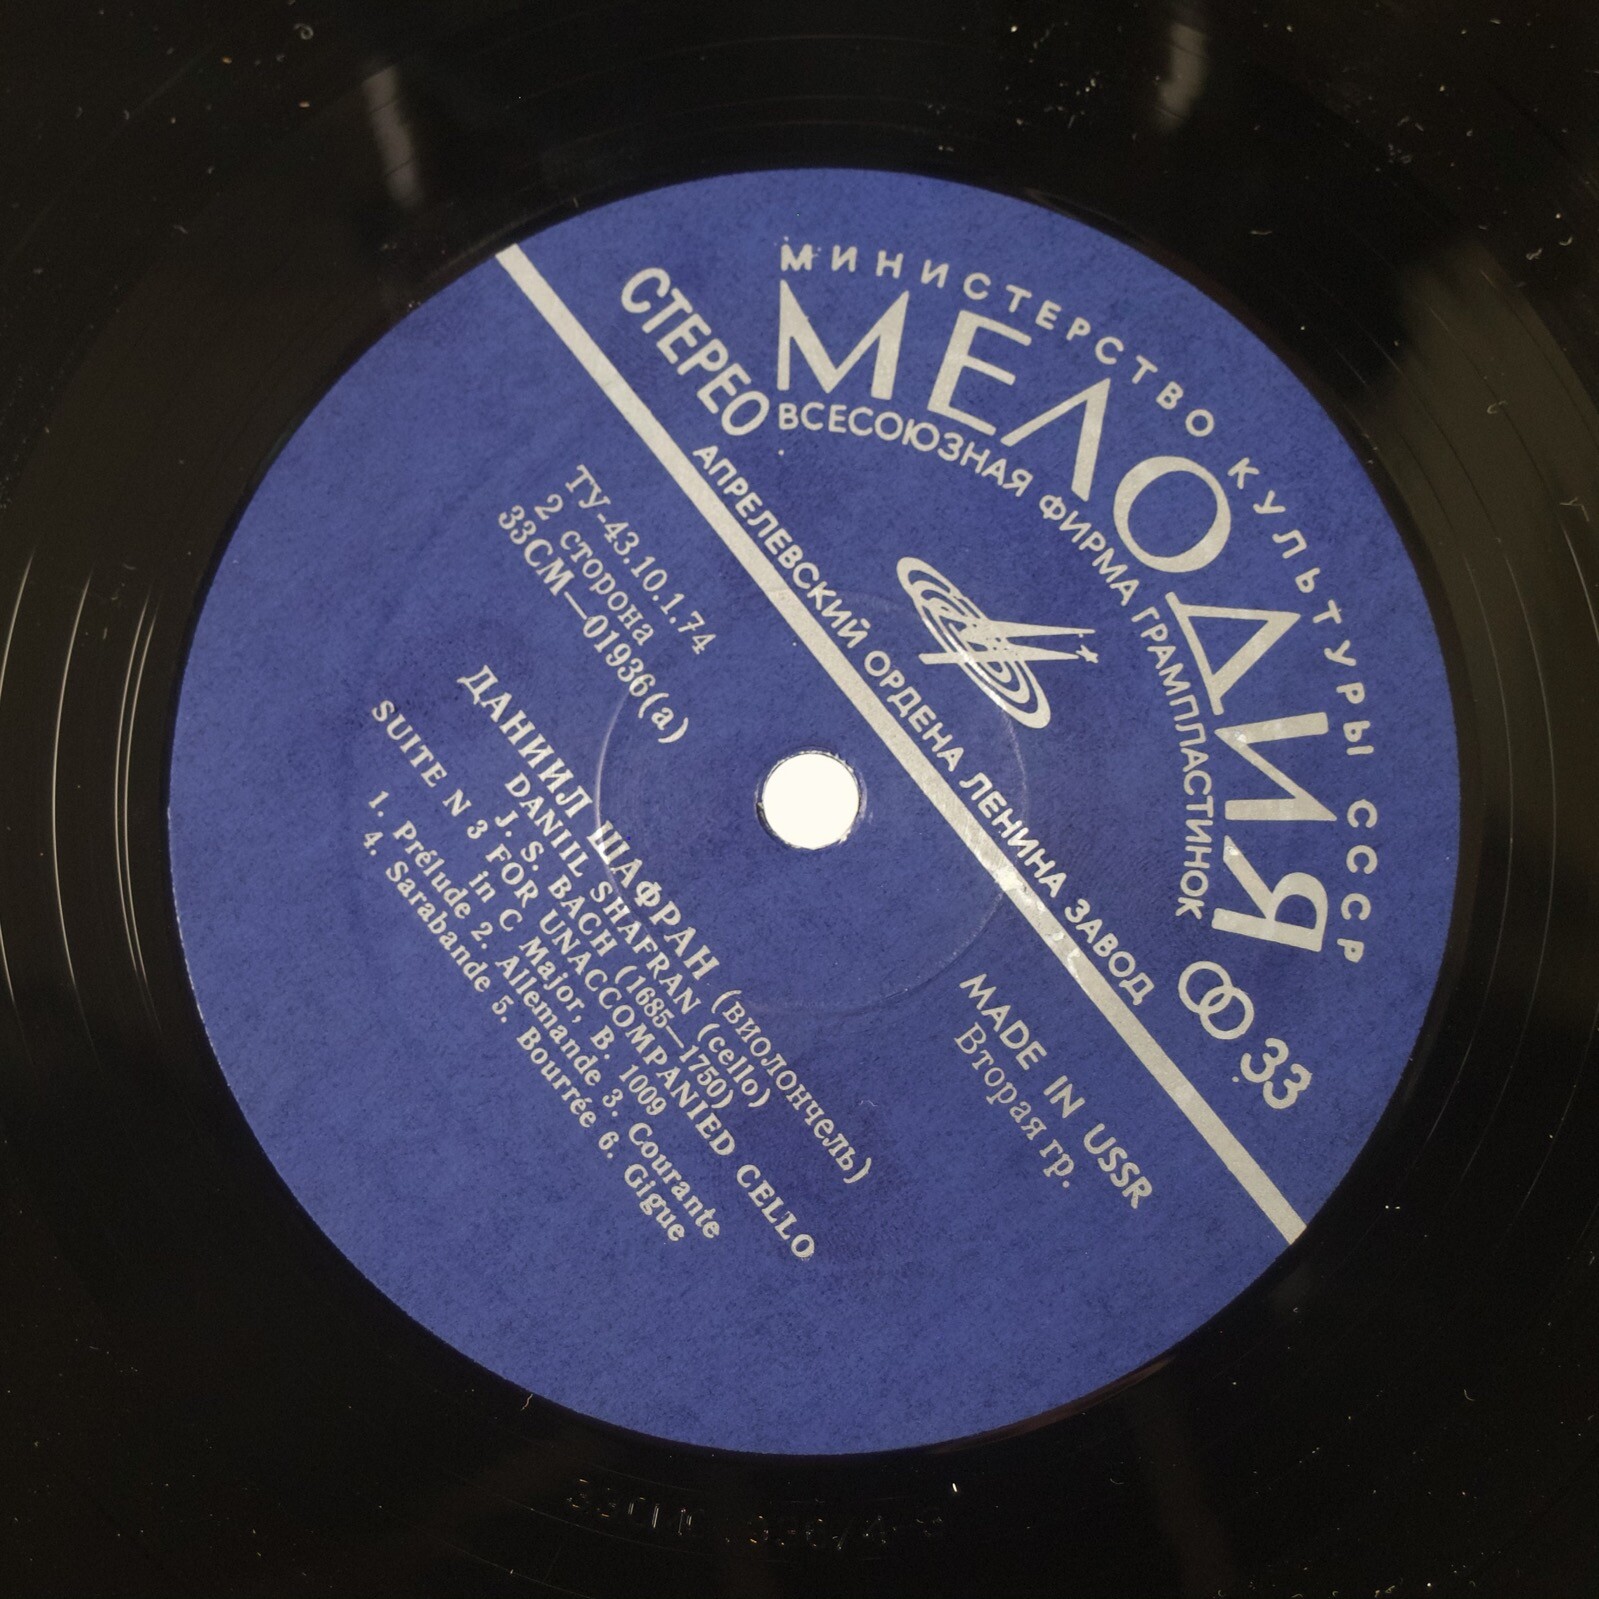 МИНИСТЕРСТВО КУЛЬТУРЫ СССР
МЕЛОДИЯ
ВСЕСОЮЗНАЯ ФИРМА ГРАМПЛАСТИНОК
СТЕРЕО
33
АПРЕЛЕВСКИЙ ОРДЕНА ЛЕНИНА ЗАВОД
ТУ-43.10.1.74
2 сторона
33СМ—01936(а)
MADE IN USSR
Вторая гр.
ДАНИИЛ ШАФРАН (виолончель)
DANIIL SHAFRAN (cello)
J. S. BACH (1685—1750)
SUITE N 3 FOR UNACCOMPANIED CELLO
in C Major, B. 1009
1. Prélude 2. Allemande 3. Courante
4. Sarabande 5. Bourrée 6. Gigue